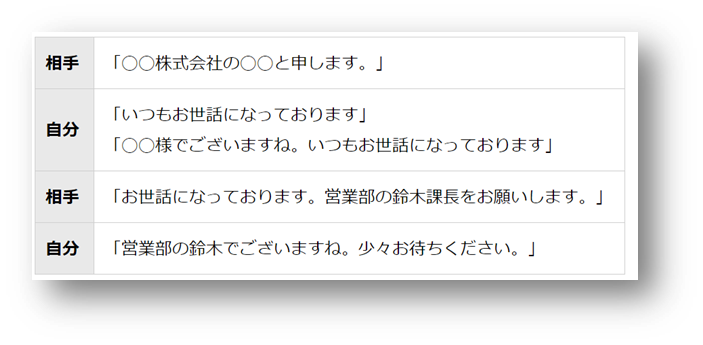 相手 「○○株式会社の○○と申します。」
自分 「いつもお世話になっております」
「○○様でございますね。いつもお世話になっております」
相手 「お世話になっております。営業部の鈴木課長をお願いします。」
自分 「営業部の鈴木でございますね。少々お待ちください。」